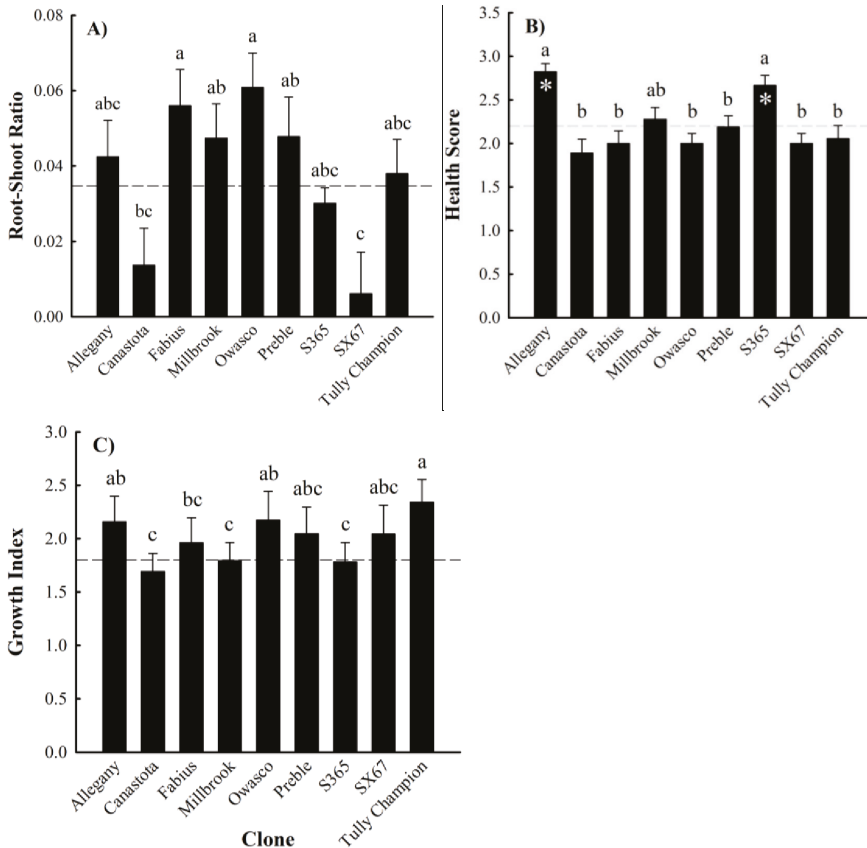 A)
Root-Shoot Ratio
0.08
0.06
0.04
0.02
0.00
abc
bc
a
ab
a
ab
abc
c
abc
Allegany
Canastota
Fabius
Millbrook
Owasco
Preble
S365
SX67
Tully Champion
B)
Health Score
3.5
3.0
2.5
2.0
1.5
1.0
0.5
0.0
a
b
b
ab
b
b
a
b
b
*
*
Allegany
Canastota
Fabius
Millbrook
Owasco
Preble
S365
SX67
Tully Champion
C)
Growth Index
3.0
2.5
2.0
1.5
1.0
0.5
0.0
ab
c
bc
c
ab
abc
c
abc
a
Allegany
Canastota
Fabius
Millbrook
Owasco
Preble
S365
SX67
Tully Champion
Clone